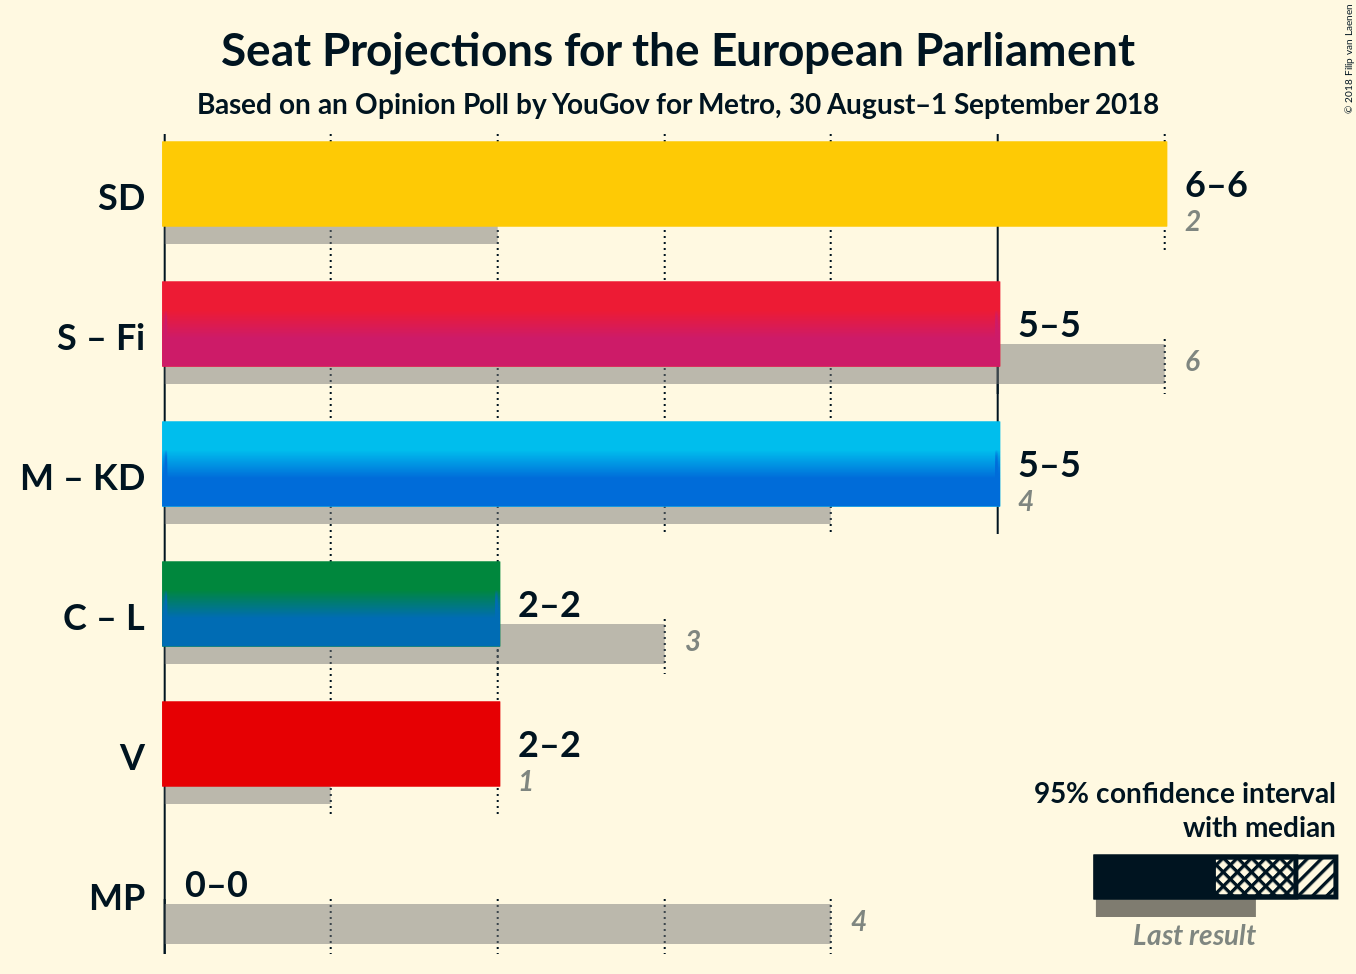 Seat Projections for the European Parliament
Based on an Opinion Poll by YouGov for Metro, 30 August–1 September 2018
© 2018 Filip van Laenen
SD
6–6
2
S – Fi
5–5
6
M – KD
5–5
4
C – L
2–2
3
V
2–2
1
MP
0–0
4
95% confidence interval
with median
Last result